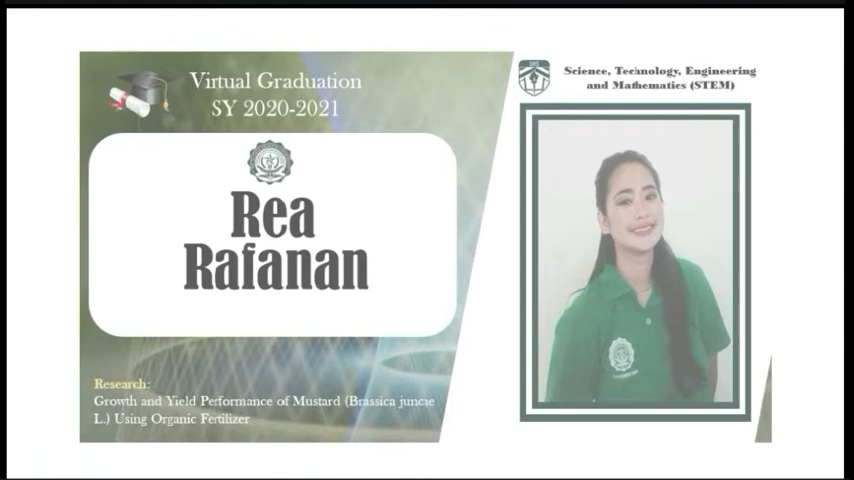 Virtual Graduation
SY 2020-2021
SHS
Science, Technology, Engineering
and Mathematics (STEM)
Rea
Rafanan
Research:
Growth and Yield Performance of Mustard (Brassica juncie
L.) Using Organic Fertilizer